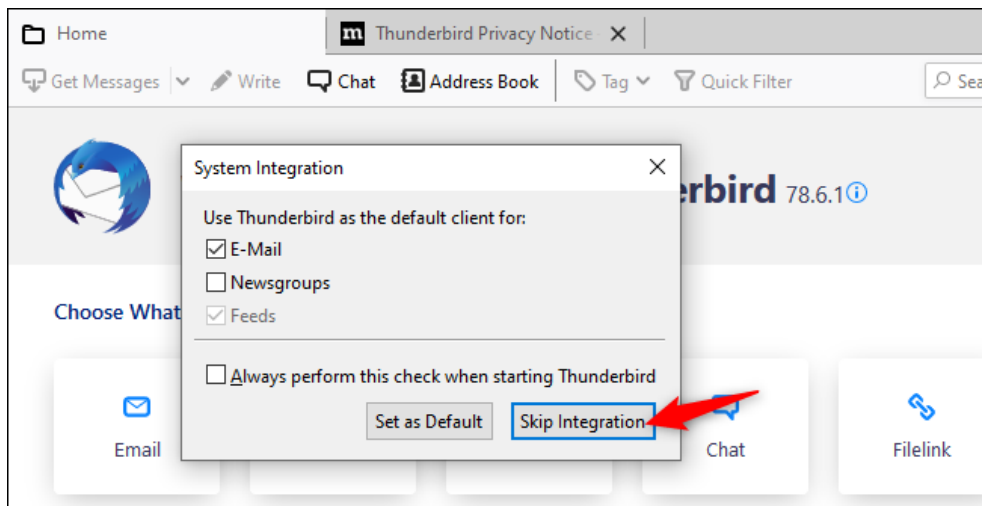 Home
Thunderbird Privacy Notice
Get Messages Write Chat Address Book Tag Quick Filter
System Integration
78.6.1
Use Thunderbird as the default client for:
E-Mail
Newsgroups
Feeds
Choose What
Always perform this check when starting Thunderbird
Set as Default Skip Integration
Email Chat Filelink